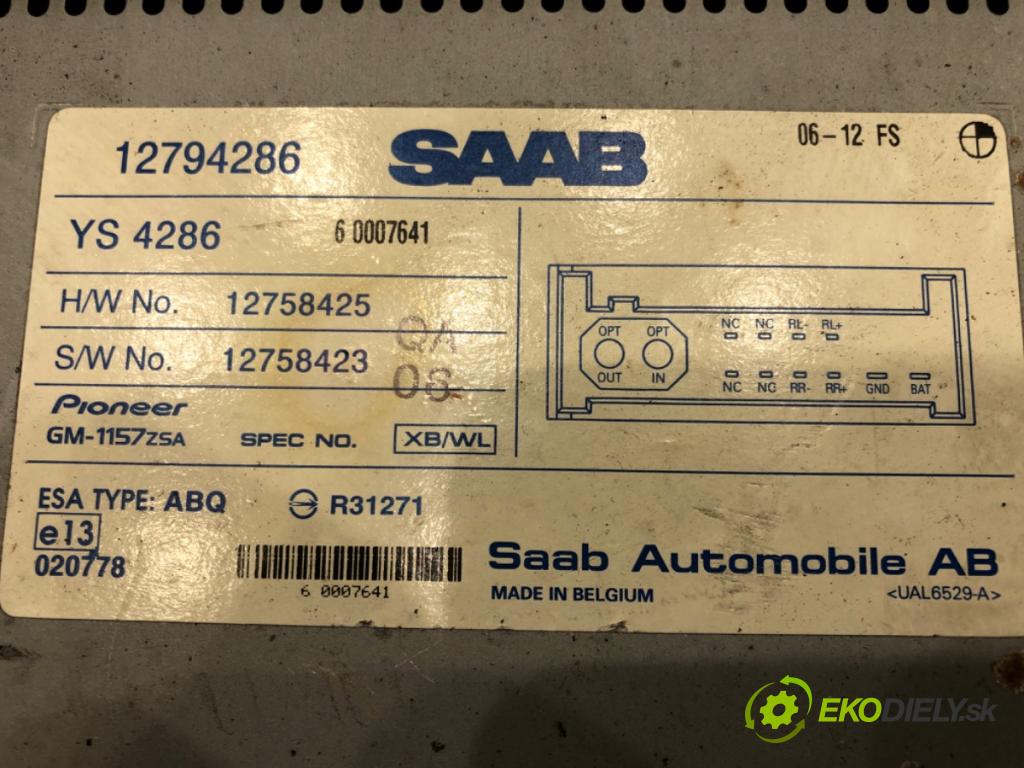 12794286 SAAB 06-12 FS
YS 4286 6 0007641
H/W No. 12758425
S/W No. 12758423
QA
06
Pioneer
GM-1157ZSA SPEC NO. XB/WL
OPT OPT NC NC RL- RL+
OUT IN NC NC RR- RR+ GND BAT
ESA TYPE: ABQ R31271
e13
020778
6 0007641
Saab Automobile AB
MADE IN BELGIUM <UAL6529-A>
EKODIELY.sk